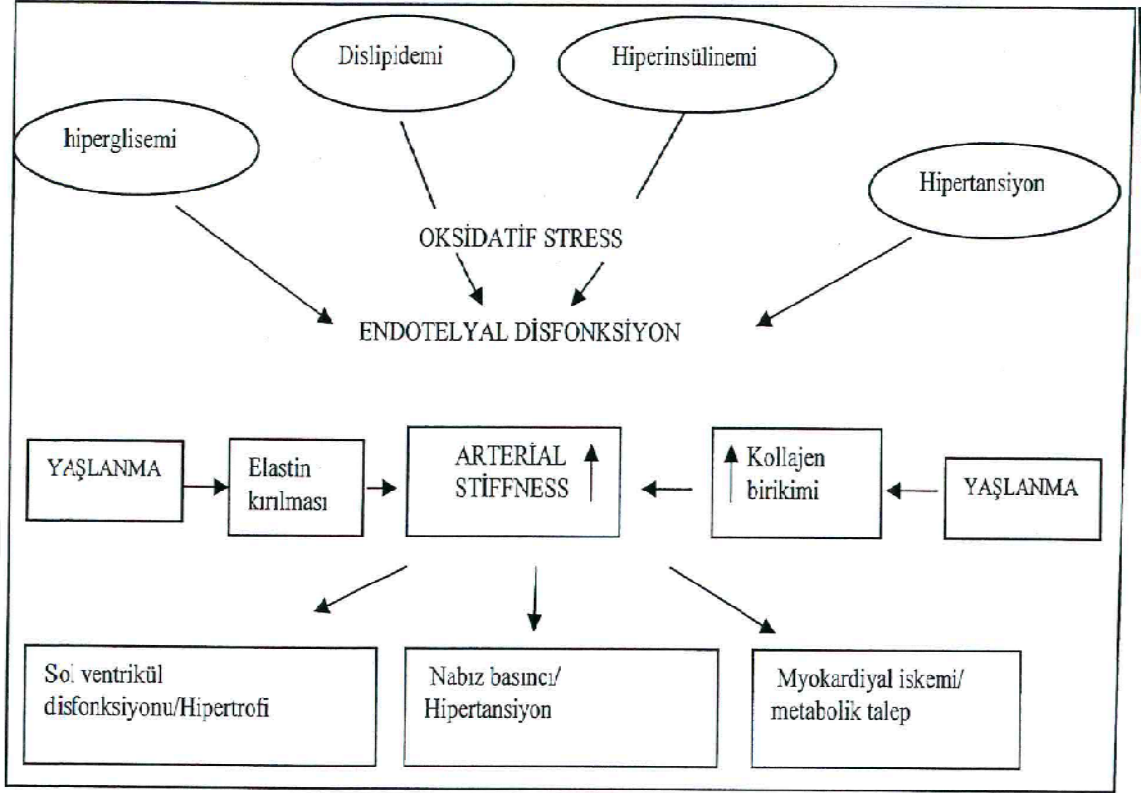 Dislipidemi
Hiperinsülinemi
hiperglisemi
Hipertansiyon
OKSİDATİF STRESS
ENDOTELYAL DİSFONKSİYON
YAŞLANMA
Elastin
kırılması
ARTERİAL
STİFFNESS
Kollajen
birikimi
YAŞLANMA
Sol ventrikül
disfonksiyonu/Hipertrofi
Nabız basıncı/
Hipertansiyon
Myokardiyal iskemi/
metabolik talep